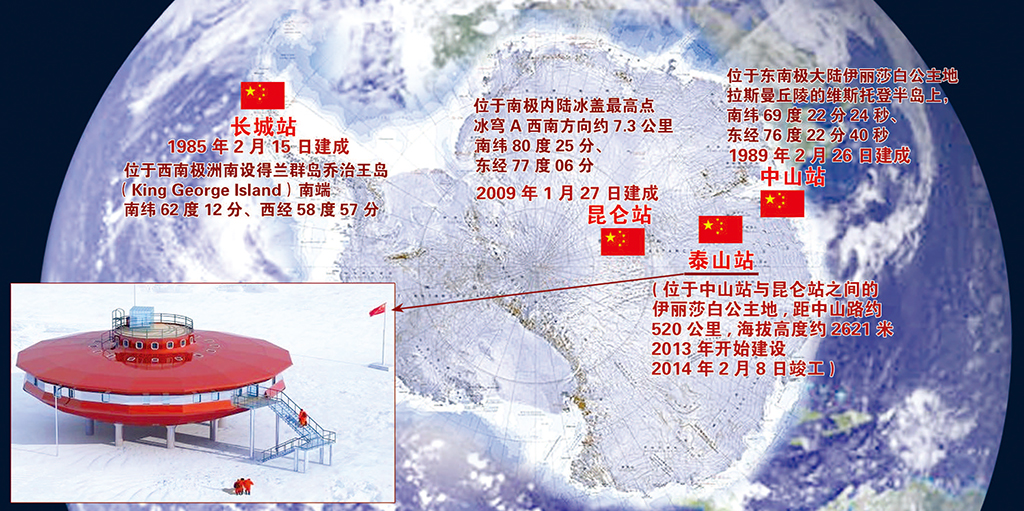 长城站
1985 年 2 月 15 日建成
位于西南极洲南设得兰群岛乔治王岛
（King George Island）南端、
南纬 62 度 12 分、西经 58 度 57 分
位于南极内陆冰盖最高点
冰穹 A 西南方向约 7.3 公里
南纬 80 度 25 分、
东经 77 度 06 分
2009 年 1 月 27 日建成
昆仑站
位于东南极大陆伊丽莎白公主地
拉斯曼丘陵的维斯托登半岛上，
南纬 69 度 22 分 24 秒、
东经 76 度 22 分 40 秒
1989 年 2 月 26 日建成
中山站
泰山站
（位于中山站与昆仑站之间的
伊丽莎白公主地，距中山路约
520 公里，海拔高度约 2621 米
2013 年开始建设
2014 年 2 月 8 日竣工）